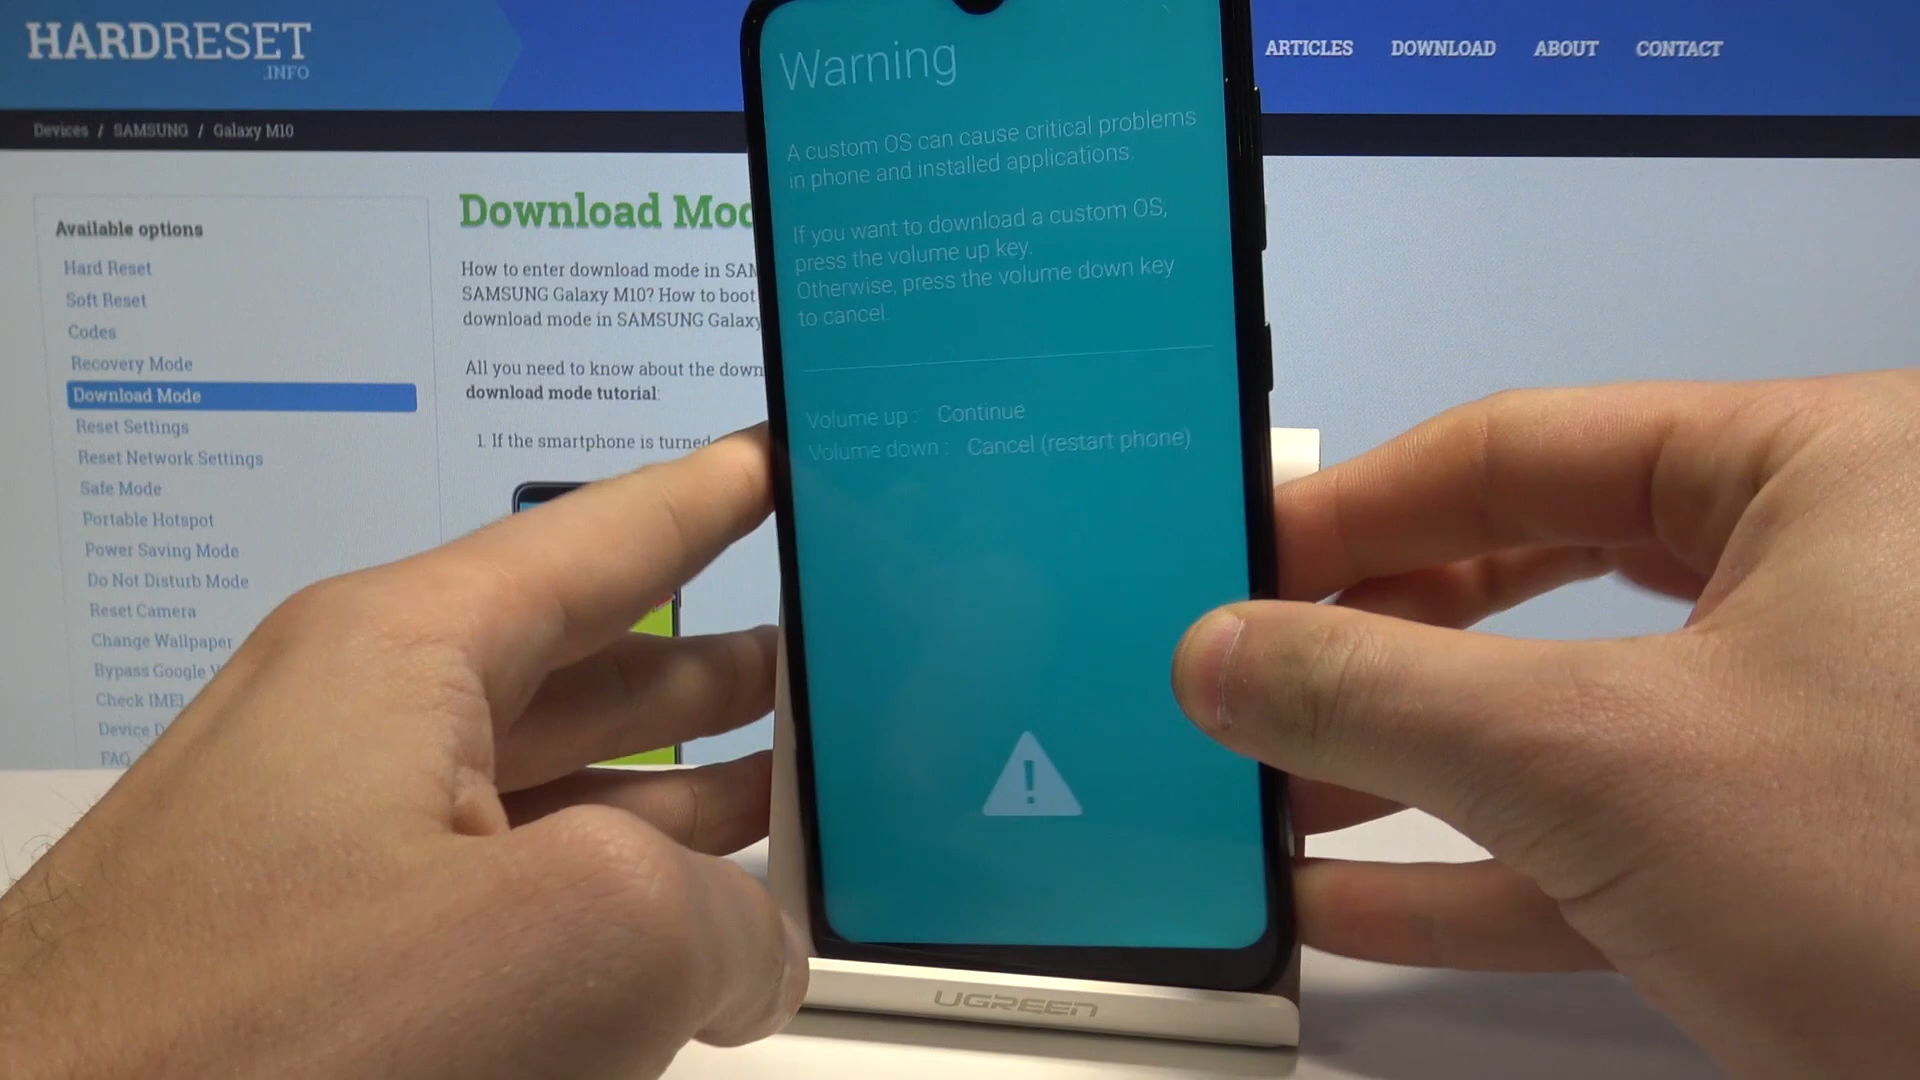 HARDRESET
.INFO
ARTICLES DOWNLOAD ABOUT CONTACT
Devices / SAMSUNG / Galaxy M10
Available options
Hard Reset
Soft Reset
Codes
Recovery Mode
Download Mode
Reset Settings
Reset Network Settings
Safe Mode
Portable Hotspot
Power Saving Mode
Do Not Disturb Mode
Reset Camera
Change Wallpaper
Bypass Google
Check IMEI
Device
FAQ
Download
How to enter download mode in
SAMSUNG Galaxy M10? How to boot
download mode in SAMSUNG Galaxy
All you need to know about the
download mode tutorial:
1. If the smartphone is turned
Warning
A custom OS can cause critical problems
in phone and installed applications.
If you want to download a custom OS,
press the volume up key.
Otherwise, press the volume down key
to cancel.
Volume up : Continue
Volume down : Cancel (restart phone)
UGREEN